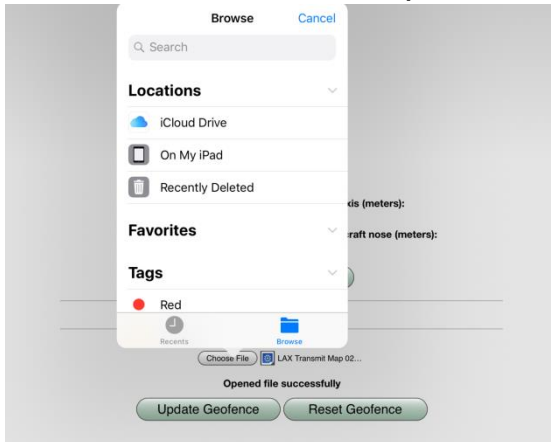 Browse
Cancel
Search
Locations
iCloud Drive
On My iPad
Recently Deleted
xis (meters):
Favorites
raft nose (meters):
Tags
Red
Recents
Browse
Choose File
LAX Transmit Map 02...
Opened file successfully
Update Geofence
Reset Geofence